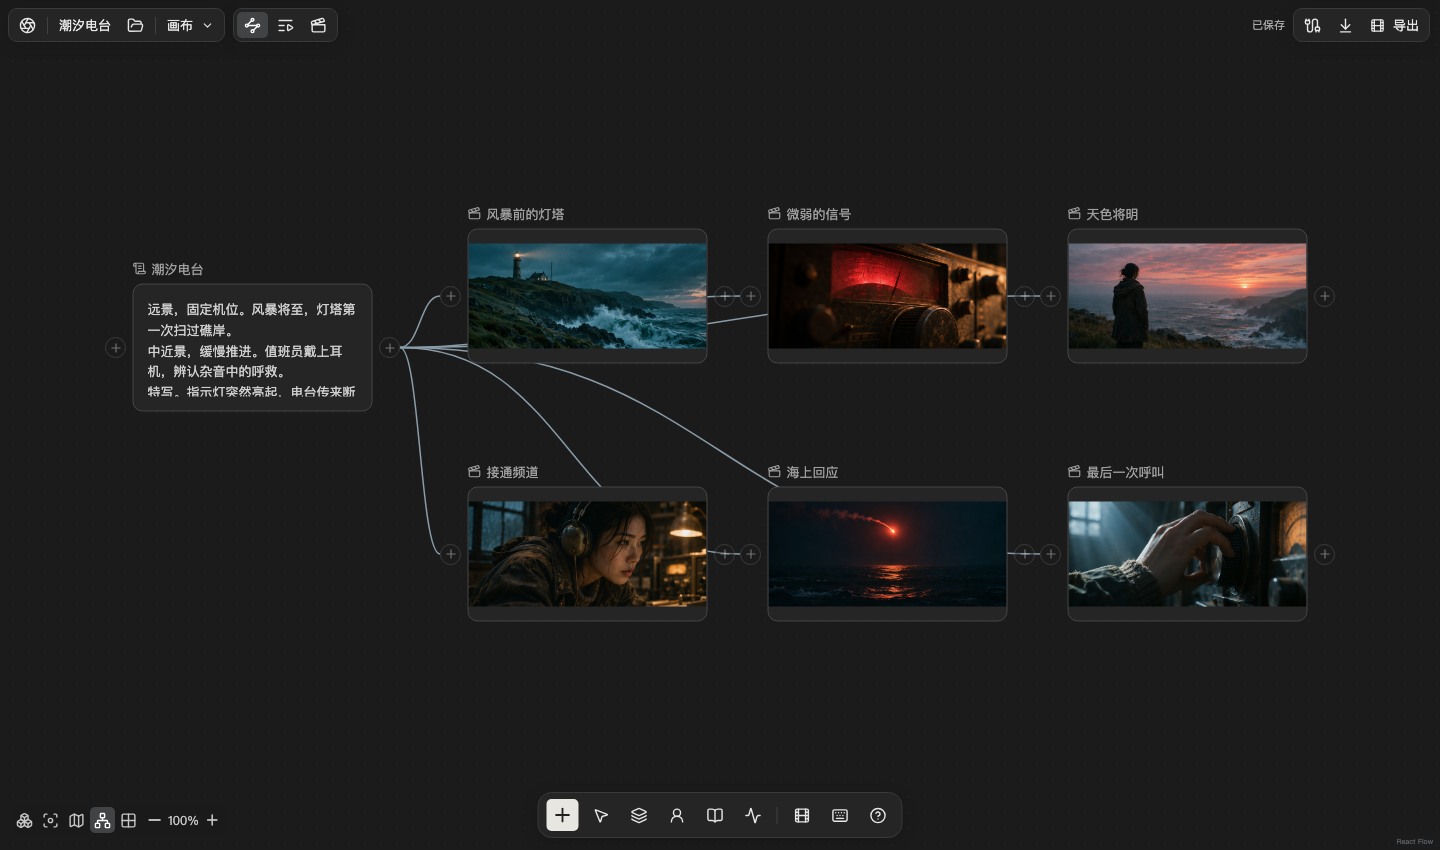 潮汐电台
画布
已保存
导出
风暴前的灯塔
微弱的信号
天色将明
潮汐电台
远景，固定机位。风暴将至，灯塔第
一次扫过礁岸。
中近景，缓慢推进。值班员戴上耳
机，辨认杂音中的呼救。
特写。指示灯突然亮起，电台传来断
接通频道
海上回应
最后一次呼叫
100%
React Flow